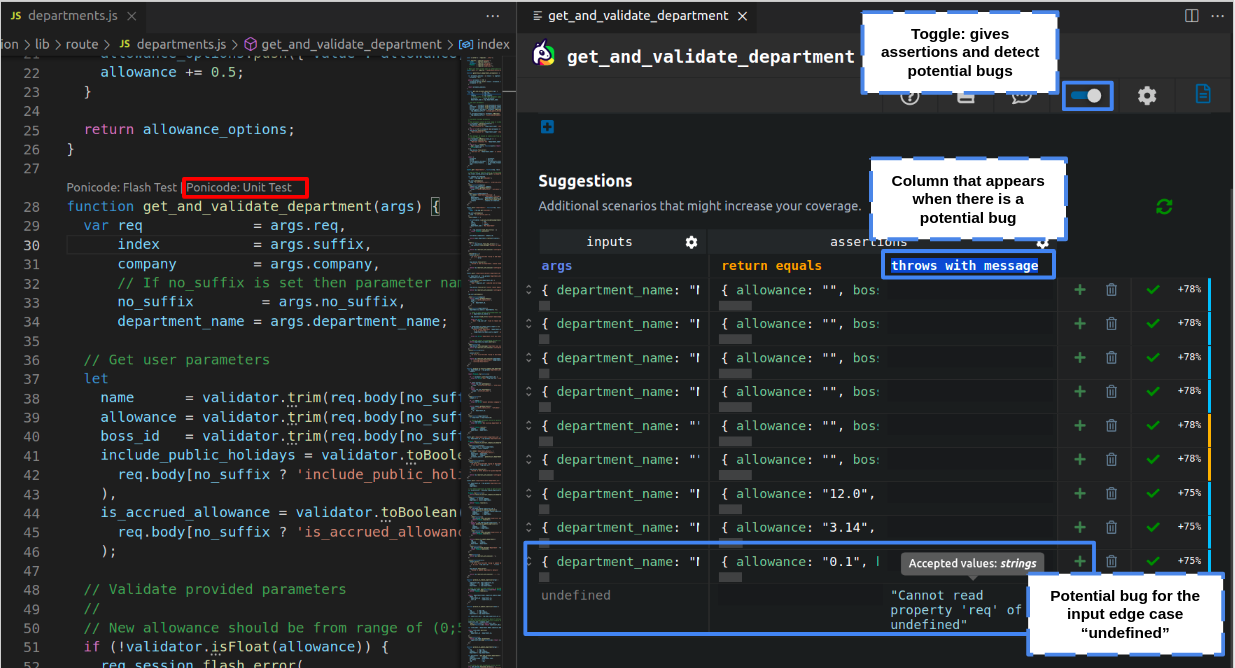 JS departments.js ×
...
ion > lib > route > JS departments.js > get_and_validate_department > index
22 allowance += 0.5;
23 }
24
25 return allowance_options;
26 }
27
Ponicode: Flash Test | Ponicode: Unit Test
28 function get_and_validate_department(args) {
29 var req = args.req,
30 index = args.suffix,
31 company = args.company,
32 // If no_suffix is set then parameter nam
33 no_suffix = args.no_suffix,
34 department_name = args.department_name;
35
36 // Get user parameters
37 let
38 name = validator.trim(req.body[no_suff
39 allowance = validator.trim(req.body[no_suff
40 boss_id = validator.trim(req.body[no_suff
41 include_public_holidays = validator.toBoole
42 req.body[no_suffix ? 'include_public_hol
43 ),
44 is_accrued_allowance = validator.toBoolean(
45 req.body[no_suffix ? 'is_accrued_allowanc
46 );
47
48 // Validate provided parameters
49 //
50 // New allowance should be from range of (0;5
51 if (!validator.isFloat(allowance)) {
52 req.session.flash_error(
get_and_validate_department ×
...
get_and_validate_department
Toggle: gives
assertions and detect
potential bugs
Suggestions
Additional scenarios that might increase your coverage.
Column that appears
when there is a
potential bug
inputs assertions
args return equals throws with message
{ department_name: "M { allowance: "", bos: +78%
{ department_name: "M { allowance: "", bos: +78%
{ department_name: "M { allowance: "", bos: +78%
{ department_name: "M { allowance: "", bos: +78%
{ department_name: "' { allowance: "", bos: +78%
{ department_name: "' { allowance: "", bos: +78%
{ department_name: "M { allowance: "12.0", +75%
{ department_name: "M { allowance: "3.14", +75%
{ department_name: "M { allowance: "0.1", +75%
Accepted values: strings
undefined
"Cannot read
property 'req' of
undefined"
Potential bug for the
input edge case
“undefined”